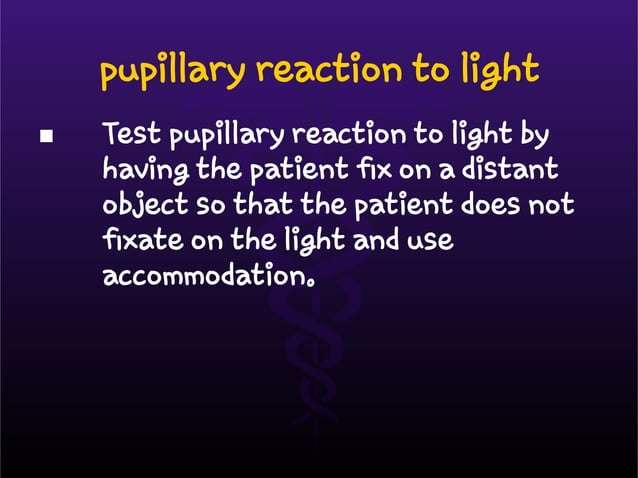 pupillary reaction to light
▪ Test pupillary reaction to light by
having the patient fix on a distant
object so that the patient does not
fixate on the light and use
accommodation.